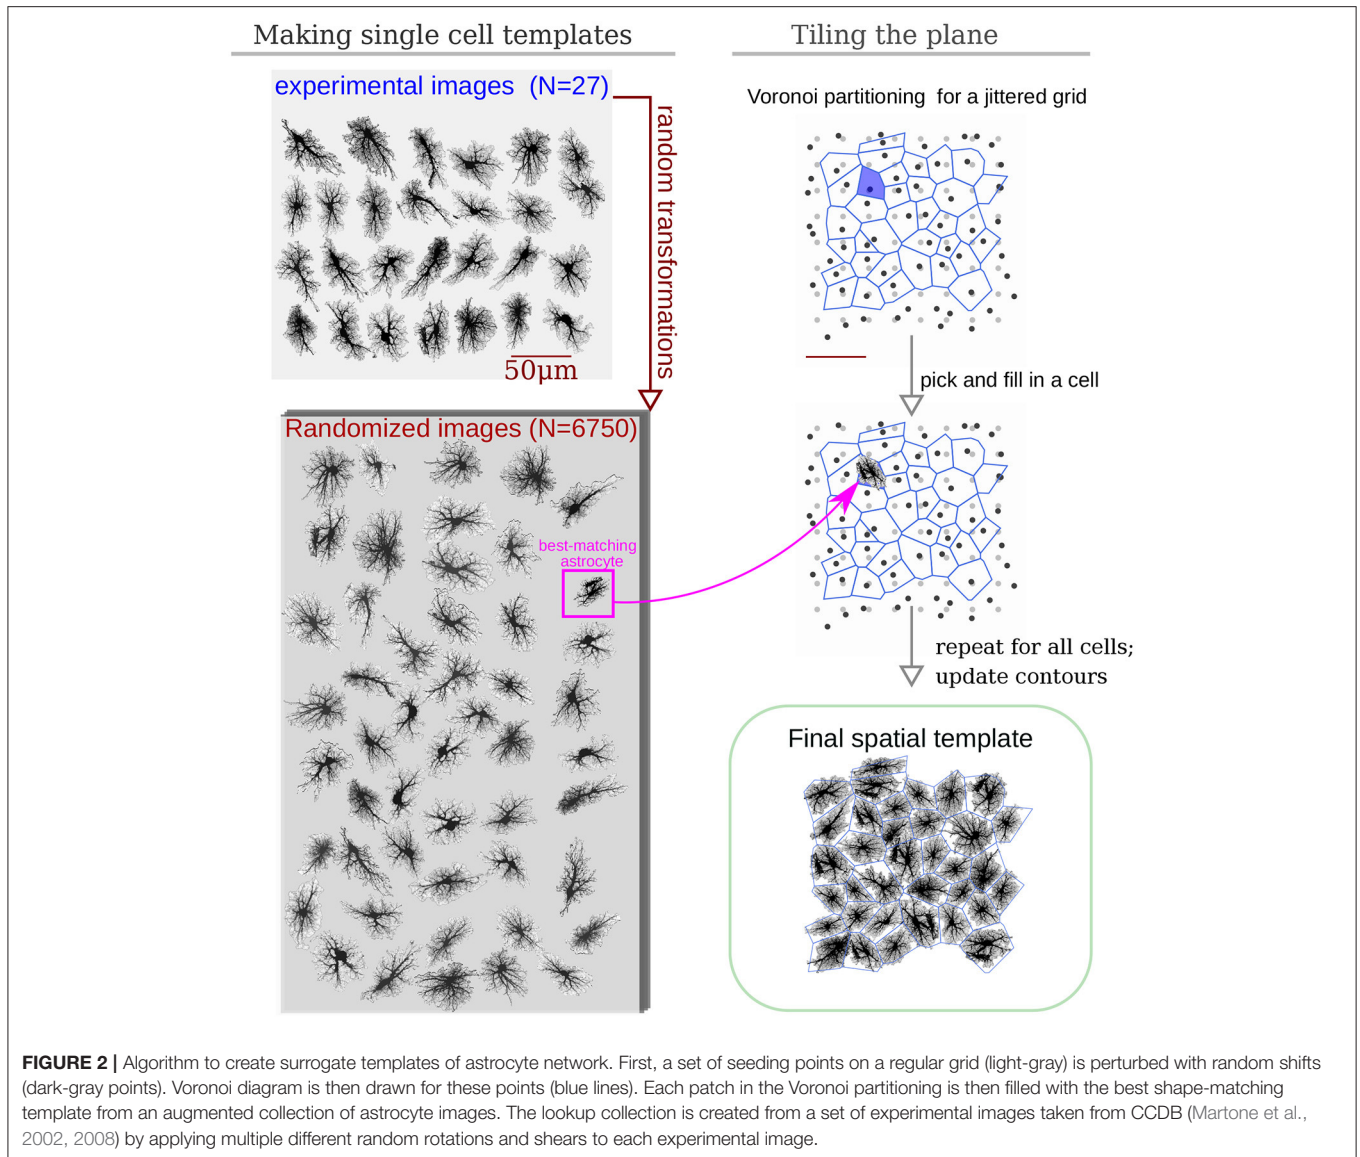 Making single cell templates
experimental images (N=27)
random transformations
50μm
Randomized images (N=6750)
best-matching
astrocyte
Tiling the plane
Voronoi partitioning for a jittered grid
pick and fill in a cell
repeat for all cells;
update contours
Final spatial template
FIGURE 2 | Algorithm to create surrogate templates of astrocyte network. First, a set of seeding points on a regular grid (light-gray) is perturbed with random shifts
(dark-gray points). Voronoi diagram is then drawn for these points (blue lines). Each patch in the Voronoi partitioning is then filled with the best shape-matching
template from an augmented collection of astrocyte images. The lookup collection is created from a set of experimental images taken from CCDB (Martone et al.,
2002, 2008) by applying multiple different random rotations and shears to each experimental image.